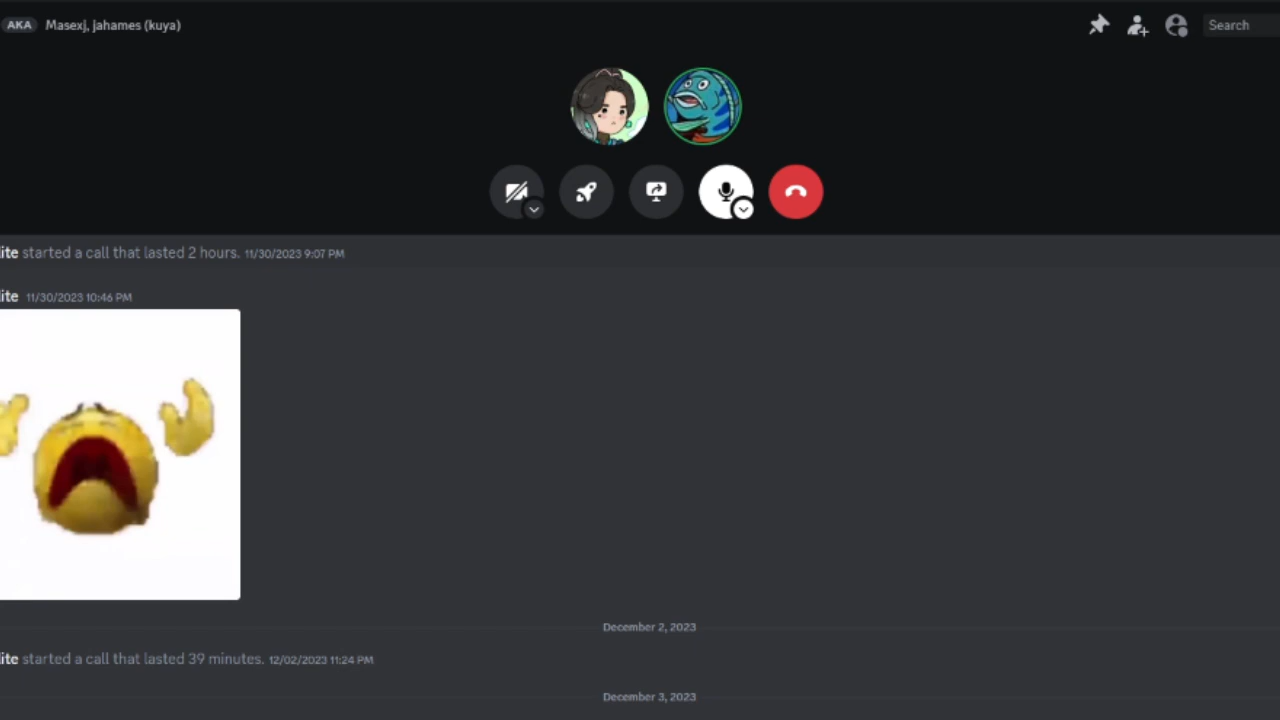 AKA Masexj, jahames (kuya)
Search
ite started a call that lasted 2 hours. 11/30/2023 9:07 PM
ite 11/30/2023 10:46 PM
December 2, 2023
ite started a call that lasted 39 minutes. 12/02/2023 11:24 PM
December 3, 2023